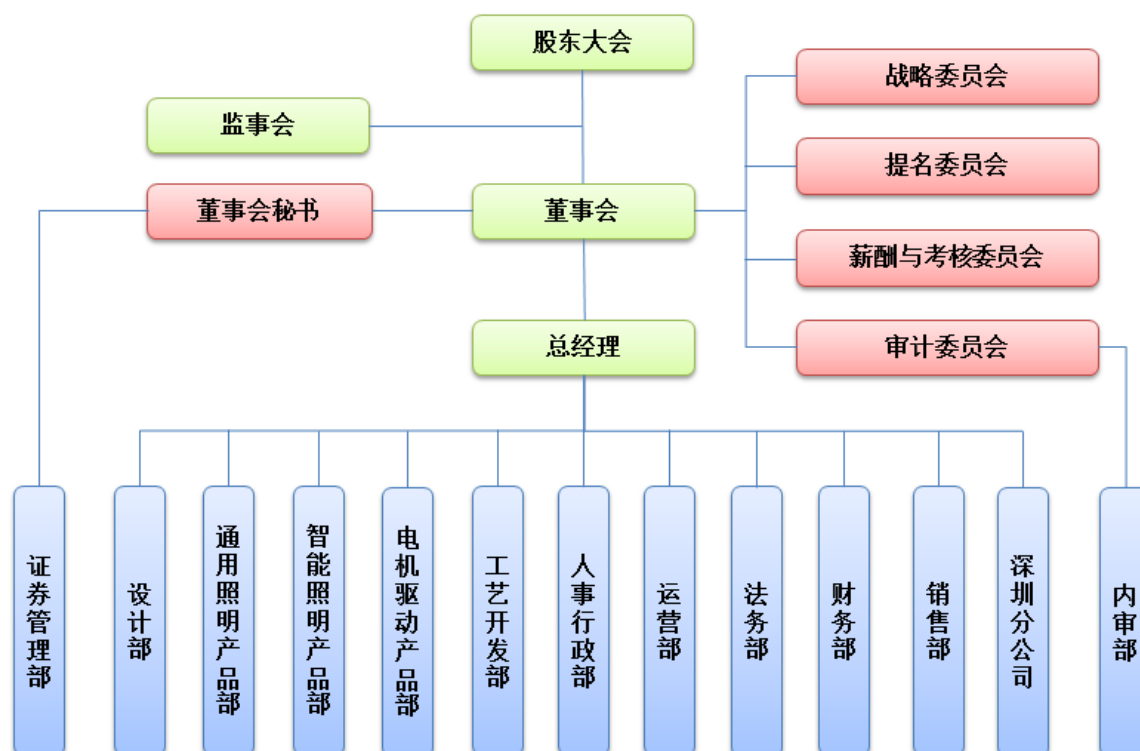 股东大会
战略委员会
监事会
提名委员会
董事会秘书
董事会
薪酬与考核委员会
总经理
审计委员会
证券管理部
设计部
通用照明产品部
智能照明产品部
电机驱动产品部
工艺开发部
人事行政部
运营部
法务部
财务部
销售部
深圳分公司
内审部